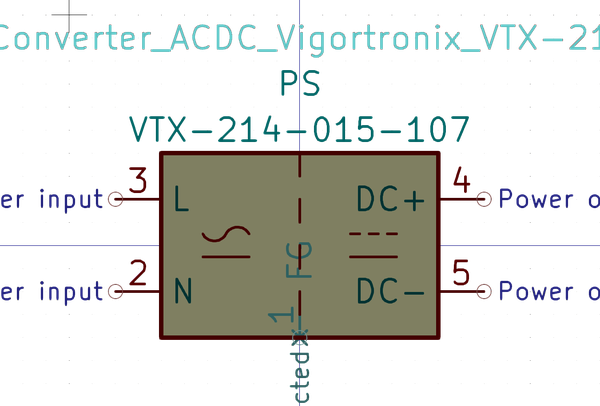 Converter_ACDC_Vigortronix_VTX-21
PS
VTX-214-015-107
er input 3 L DC+ 4 Power o
FG
er input 2 N DC- 5 Power o
1
ctedx